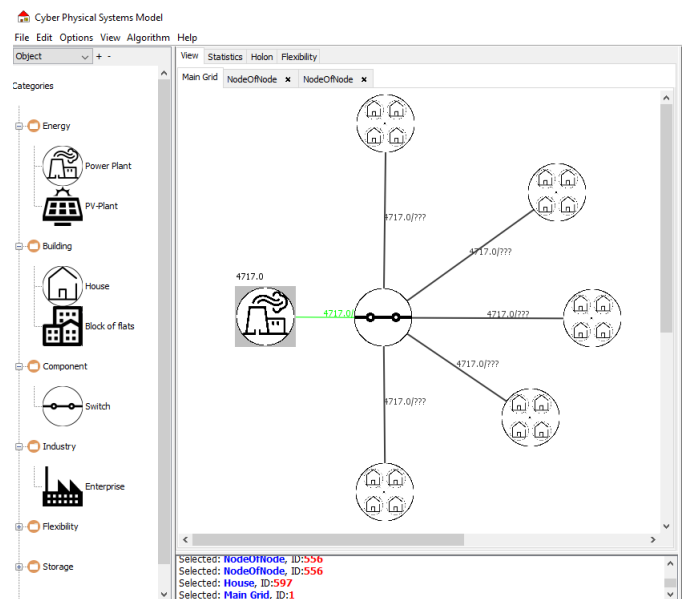 Cyber Physical Systems Model
File Edit Options View Algorithm Help
Object + -
Categories
Energy
Power Plant
PV-Plant
Building
House
Block of flats
Component
Switch
Industry
Enterprise
Flexibility
Storage
View Statistics Holon Flexibility
Main Grid NodeOfNode × NodeOfNode ×
4717.0/???
4717.0/???
4717.0
4717.0/
4717.0/???
4717.0/???
4717.0/???
Selected: NodeOfNode, ID:556
Selected: NodeOfNode, ID:556
Selected: House, ID:597
Selected: Main Grid, ID:1